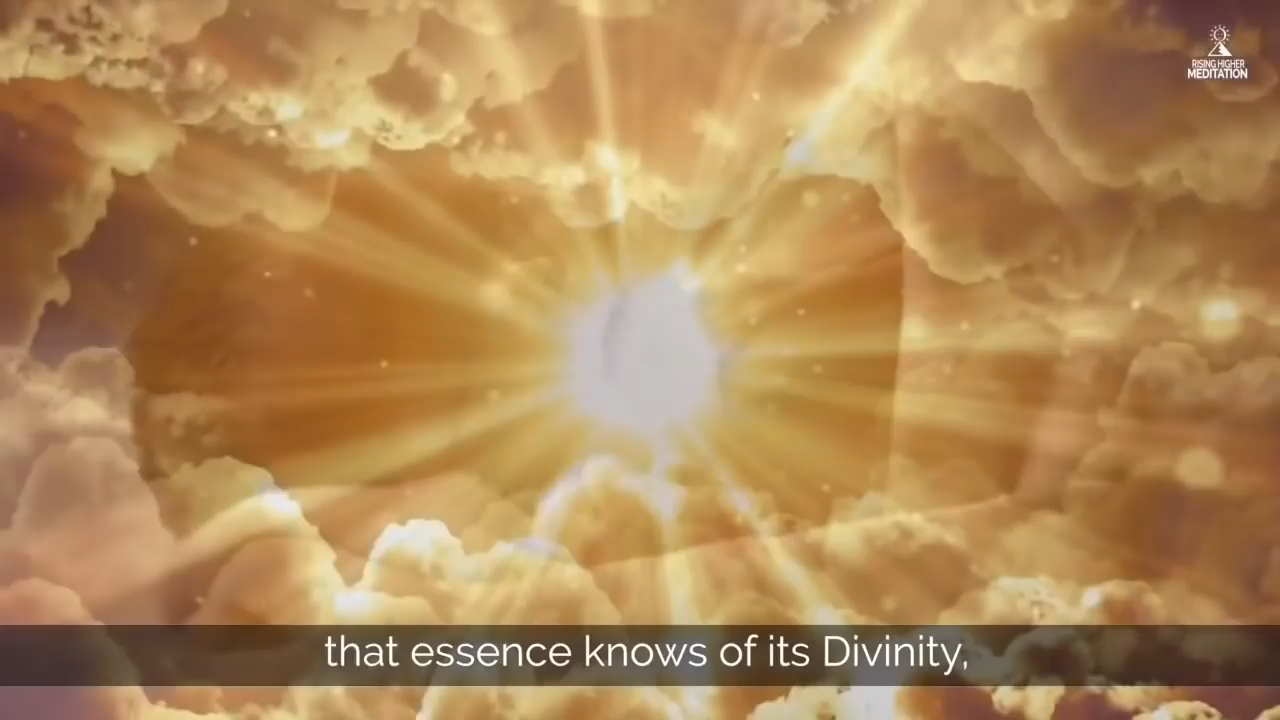 RISING HIGHER
MEDITATION
that essence knows of its Divinity,